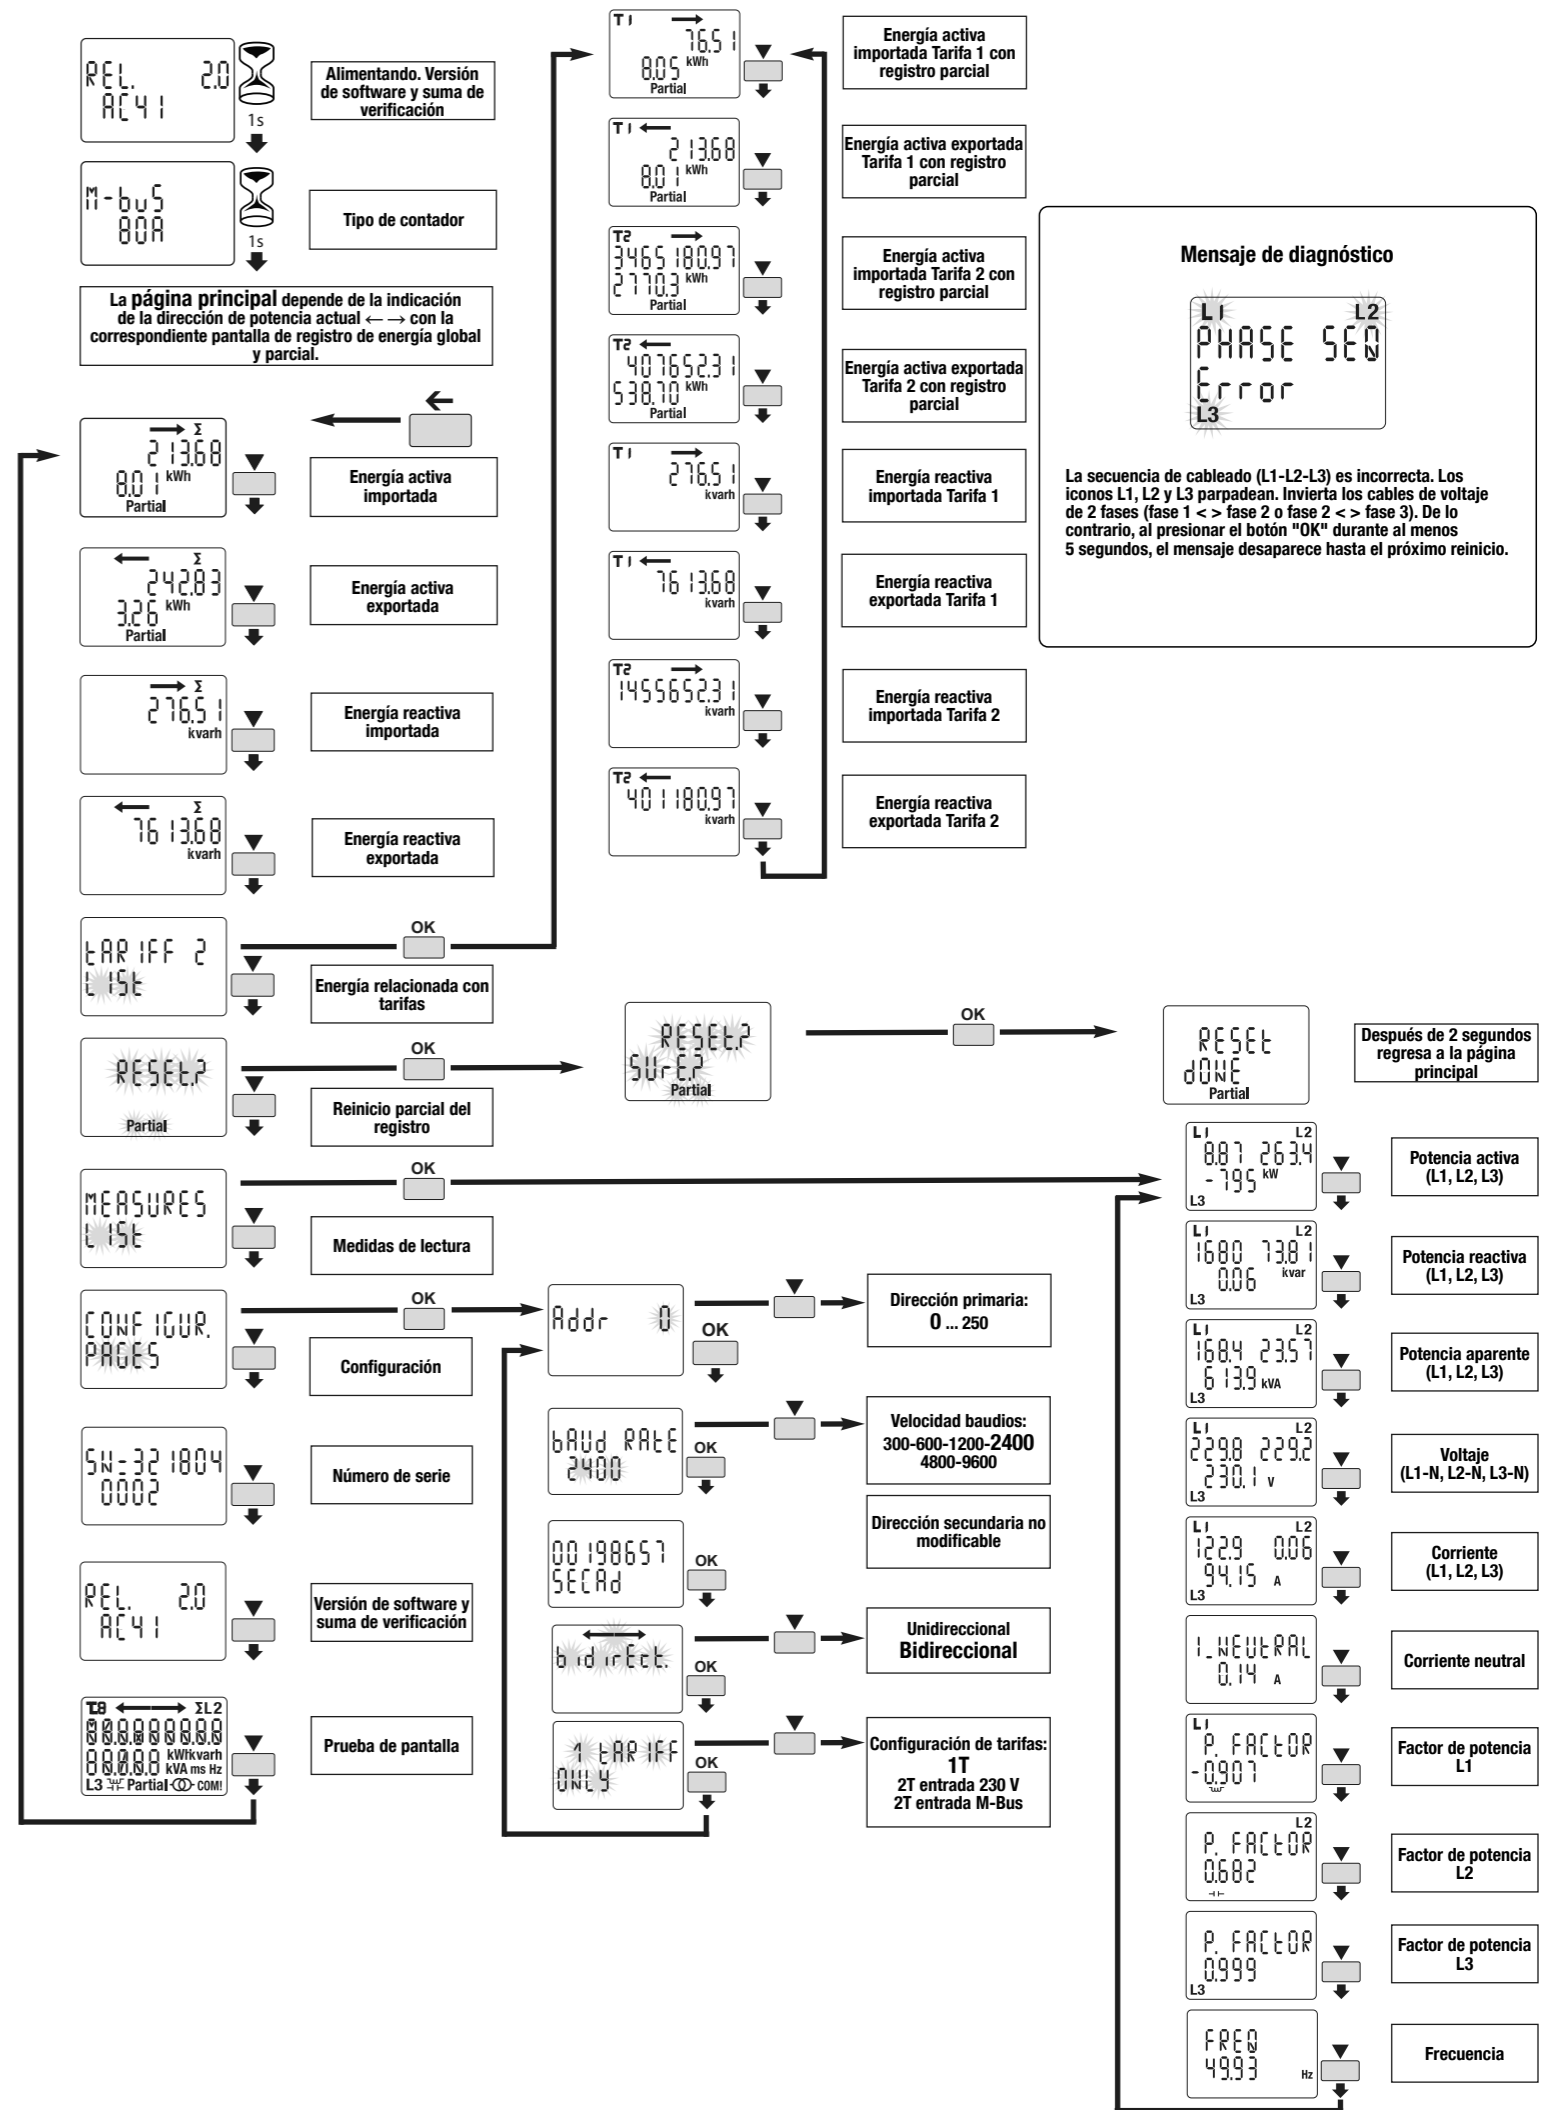 REL. 2.0
AC41
1s
Alimentando. Versión
de software y suma de
verificación
M-buS
80A
1s
Tipo de contador
La página principal depende de la indicación
de la dirección de potencia actual ←→ con la
correspondiente pantalla de registro de energía global
y parcial.
→ Σ
213.68
8.01 kWh
Partial
Energía activa
importada
← Σ
242.83
3.26 kWh
Partial
Energía activa
exportada
→ Σ
276.51
kvarh
Energía reactiva
importada
← Σ
7613.68
kvarh
Energía reactiva
exportada
tARIFF 2
LISt
OK
Energía relacionada con
tarifas
RESEt.?
Partial
OK
Reinicio parcial del
registro
RESEt.?
SUrE.?
Partial
OK
RESEt
dONE
Partial
Después de 2 segundos
regresa a la página
principal
MEASURES
LISt
OK
Medidas de lectura
CONFIGUR.
PAGES
OK
Configuración
SN-321804
0002
Número de serie
REL. 2.0
AC41
Versión de software y
suma de verificación
ΣL2
kWhkvarh
kVA ms Hz
L3 Partial COM!
Prueba de pantalla
T1 →
76.51
8.05 kWh
Partial
Energía activa
importada Tarifa 1 con
registro parcial
T1 ←
213.68
8.01 kWh
Partial
Energía activa exportada
Tarifa 1 con registro
parcial
T2 →
3465180.97
2770.3 kWh
Partial
Energía activa
importada Tarifa 2 con
registro parcial
T2 ←
407652.31
538.70 kWh
Partial
Energía activa exportada
Tarifa 2 con registro
parcial
T1 →
276.51
kvarh
Energía reactiva
importada Tarifa 1
T1 ←
7613.68
kvarh
Energía reactiva
exportada Tarifa 1
T2 →
1455652.31
kvarh
Energía reactiva
importada Tarifa 2
T2 ←
401180.97
kvarh
Energía reactiva
exportada Tarifa 2
Mensaje de diagnóstico
L1 L2
PHASE SEQ
Error
L3
La secuencia de cableado (L1-L2-L3) es incorrecta. Los
iconos L1, L2 y L3 parpadean. Invierta los cables de voltaje
de 2 fases (fase 1 < > fase 2 o fase 2 < > fase 3). De lo
contrario, al presionar el botón "OK" durante al menos
5 segundos, el mensaje desaparece hasta el próximo reinicio.
Addr 0
OK
Dirección primaria:
0 ... 250
bAUd RAtE
2400
OK
Velocidad baudios:
300-600-1200-2400
4800-9600
00198657
SECAd
OK
Dirección secundaria no
modificable
bidirEct.
OK
Unidireccional
Bidireccional
1 tARIFF
ONLY
OK
Configuración de tarifas:
1T
2T entrada 230 V
2T entrada M-Bus
L1 L2
8.87 263.4
-795 kW
L3
Potencia activa
(L1, L2, L3)
L1 L2
1680 73.81
0.06 kvar
L3
Potencia reactiva
(L1, L2, L3)
L1 L2
168.4 23.57
613.9 kVA
L3
Potencia aparente
(L1, L2, L3)
L1 L2
229.8 229.2
230.1 V
L3
Voltaje
(L1-N, L2-N, L3-N)
L1 L2
122.9 0.06
94.15 A
L3
Corriente
(L1, L2, L3)
I_NEUtRAL
0.14 A
Corriente neutral
L1
P. FACtOR
-0.907
Factor de potencia
L1
L2
P. FACtOR
0.682
Factor de potencia
L2
P. FACtOR
0.999
L3
Factor de potencia
L3
FREQ
49.93
Hz
Frecuencia